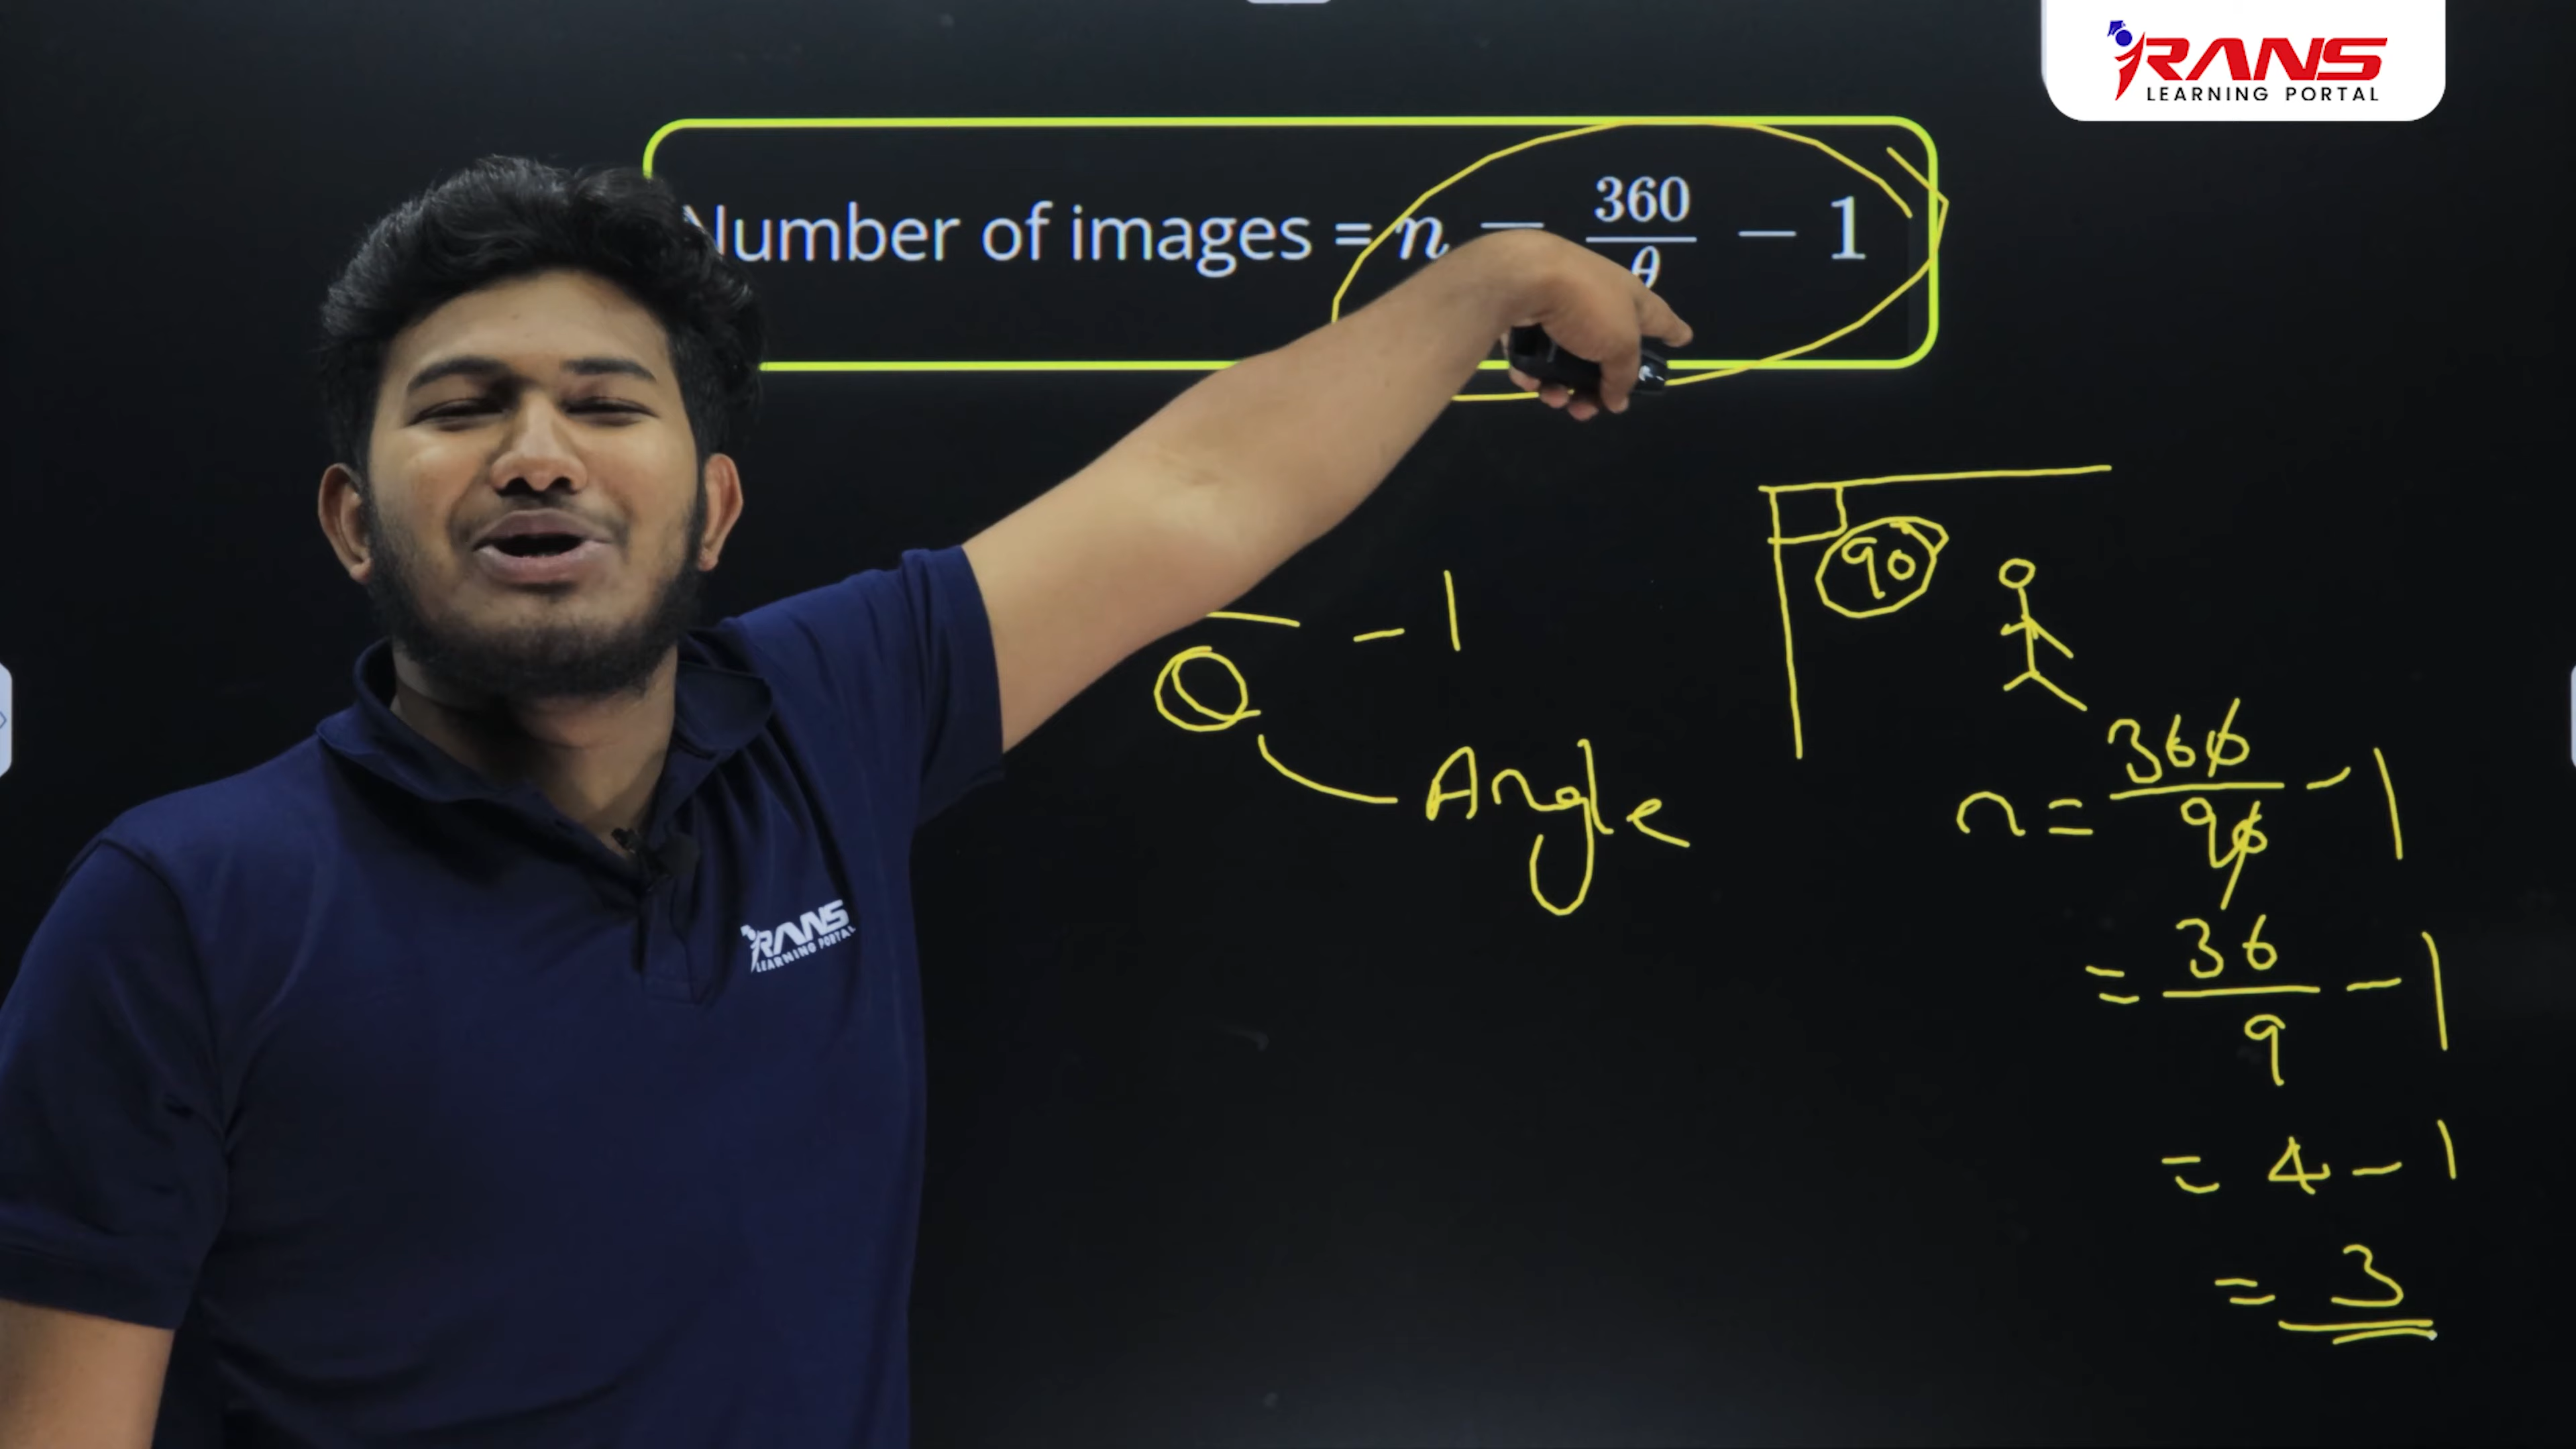 RANS
LEARNING PORTAL
Number of images = n = 360/θ − 1
90
− 1
Angle
n = 360/90 − 1
= 36/9 − 1
= 4 − 1
= 3
RANS
LEARNING PORTAL